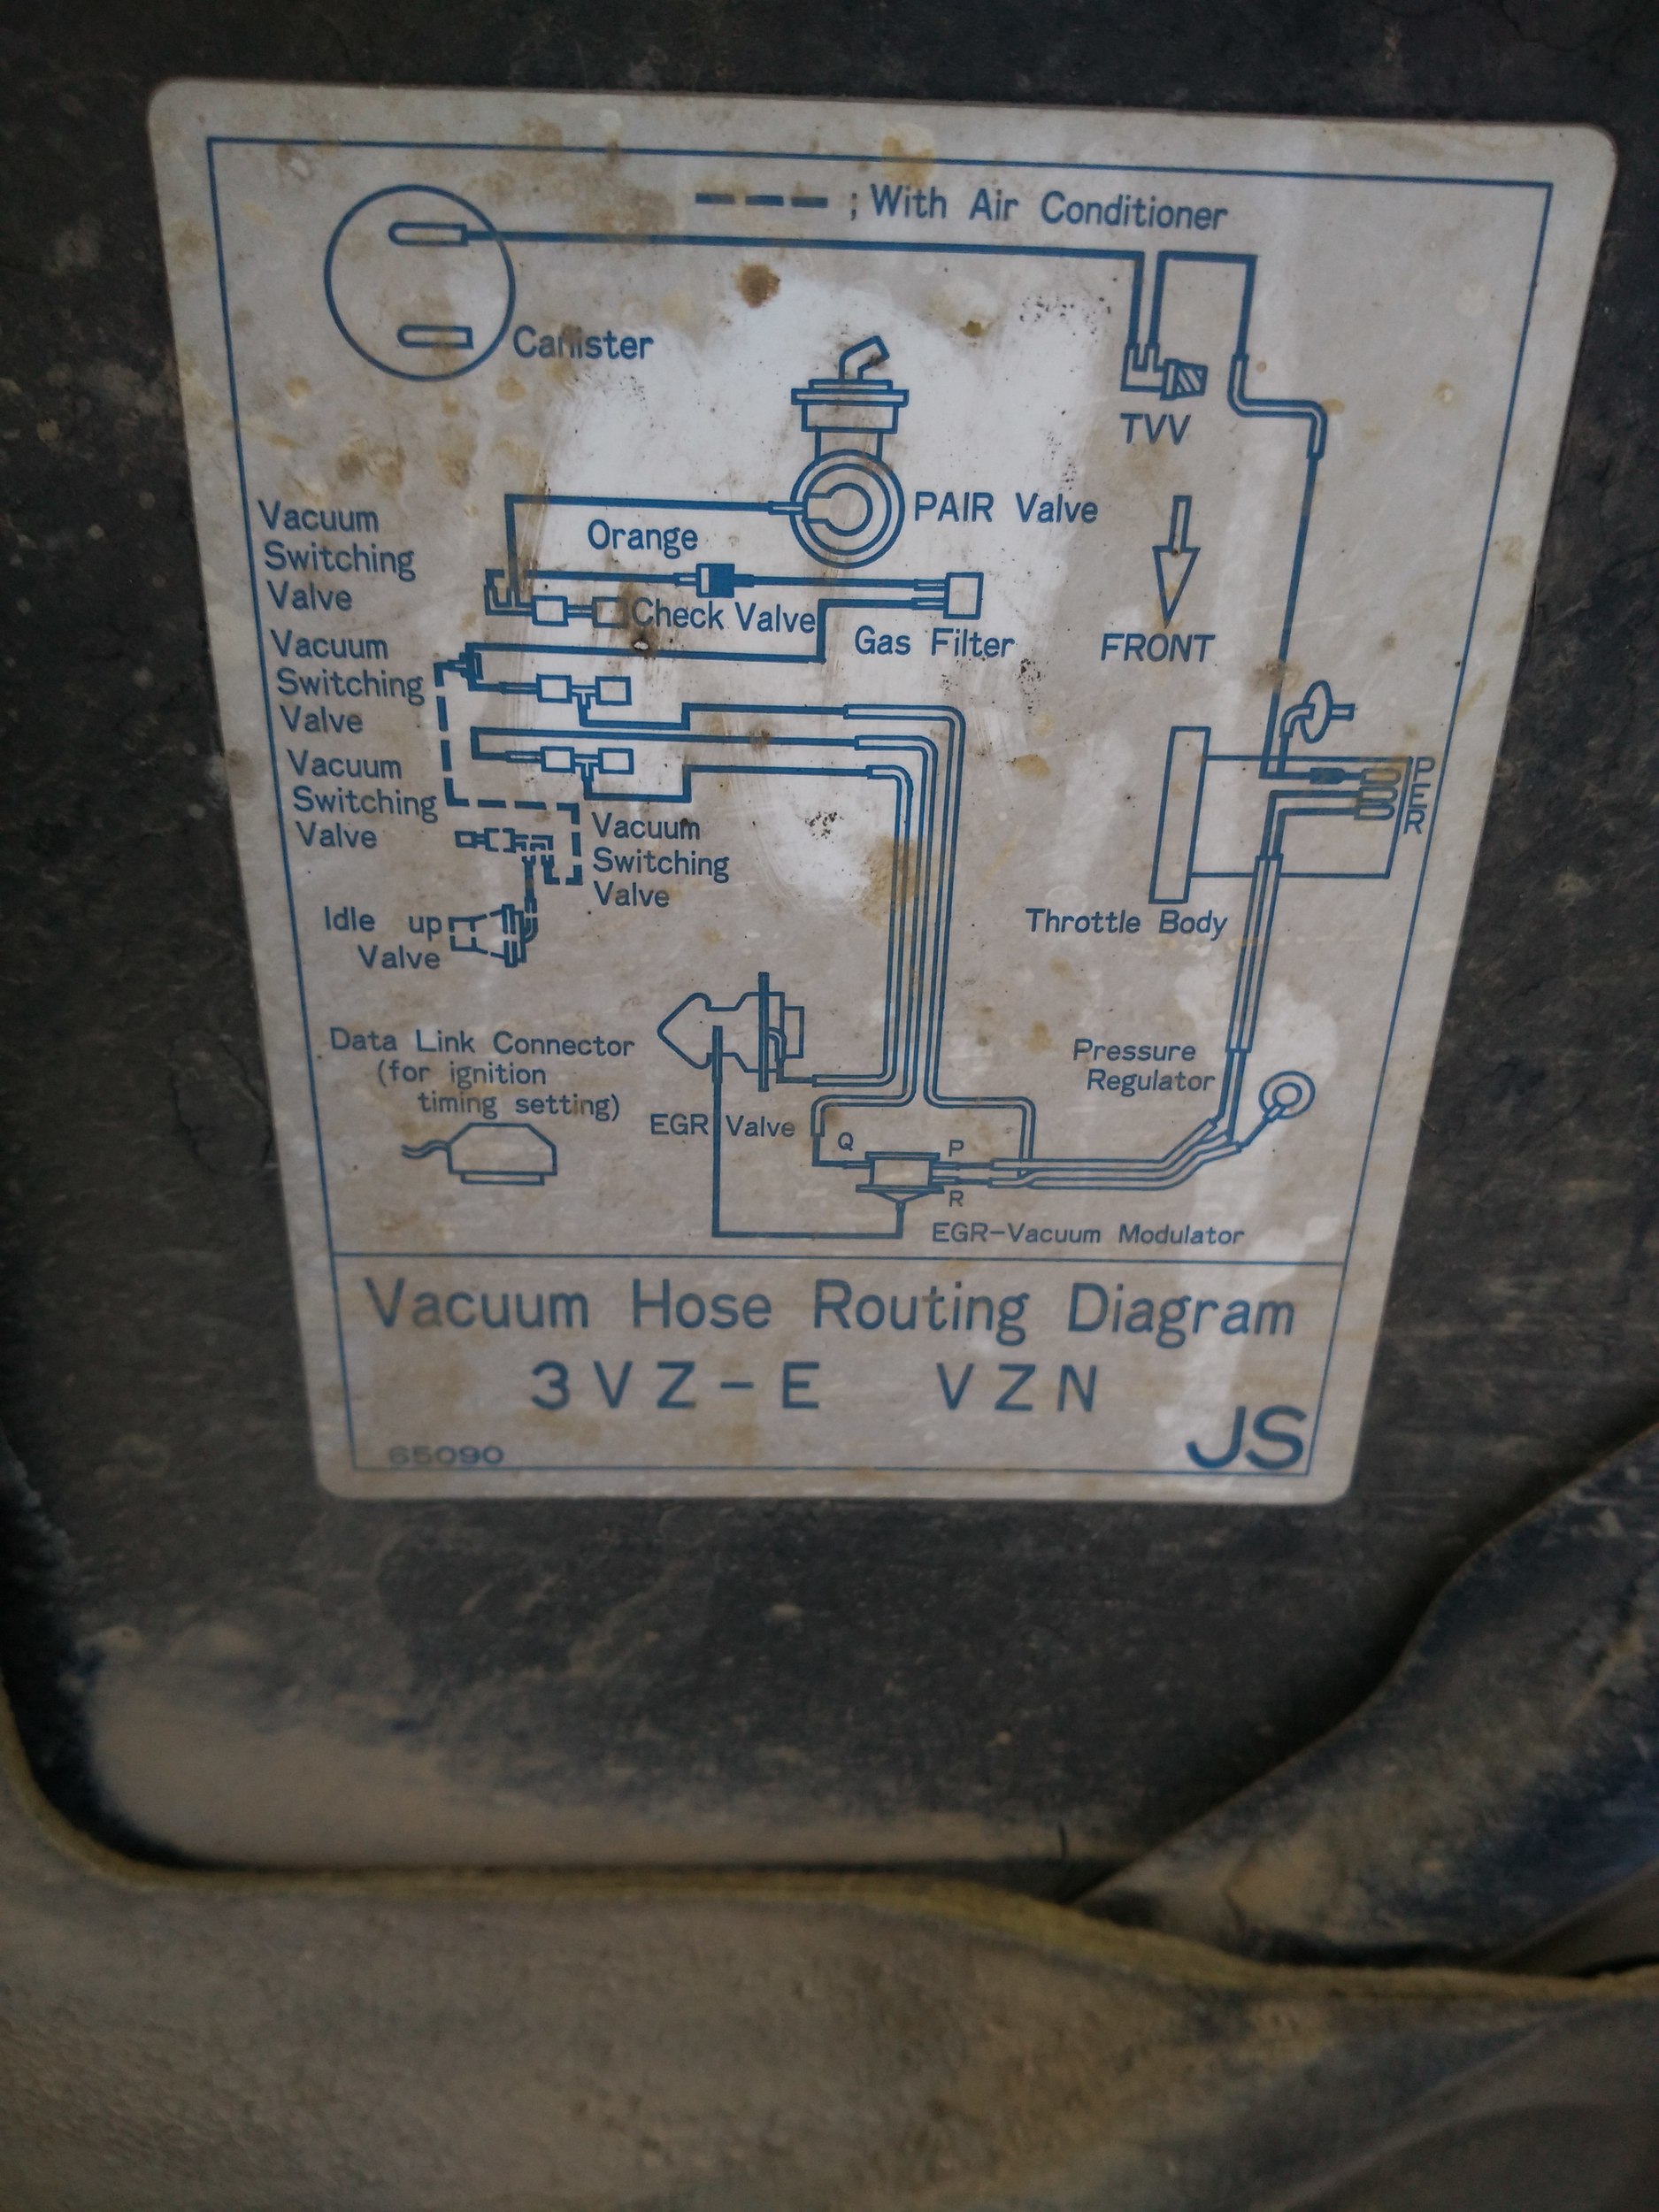 ; With Air Conditioner
Canister
TVV
PAIR Valve
Orange
Vacuum
Switching
Valve
Check Valve
Gas Filter
FRONT
Vacuum
Switching
Valve
Vacuum
Switching
Valve
P
E
R
Vacuum
Switching
Valve
Throttle Body
Idle up
Valve
Data Link Connector
(for ignition
timing setting)
Pressure
Regulator
EGR Valve
Q
P
R
EGR-Vacuum Modulator
Vacuum Hose Routing Diagram
3VZ-E VZN
JS
65090